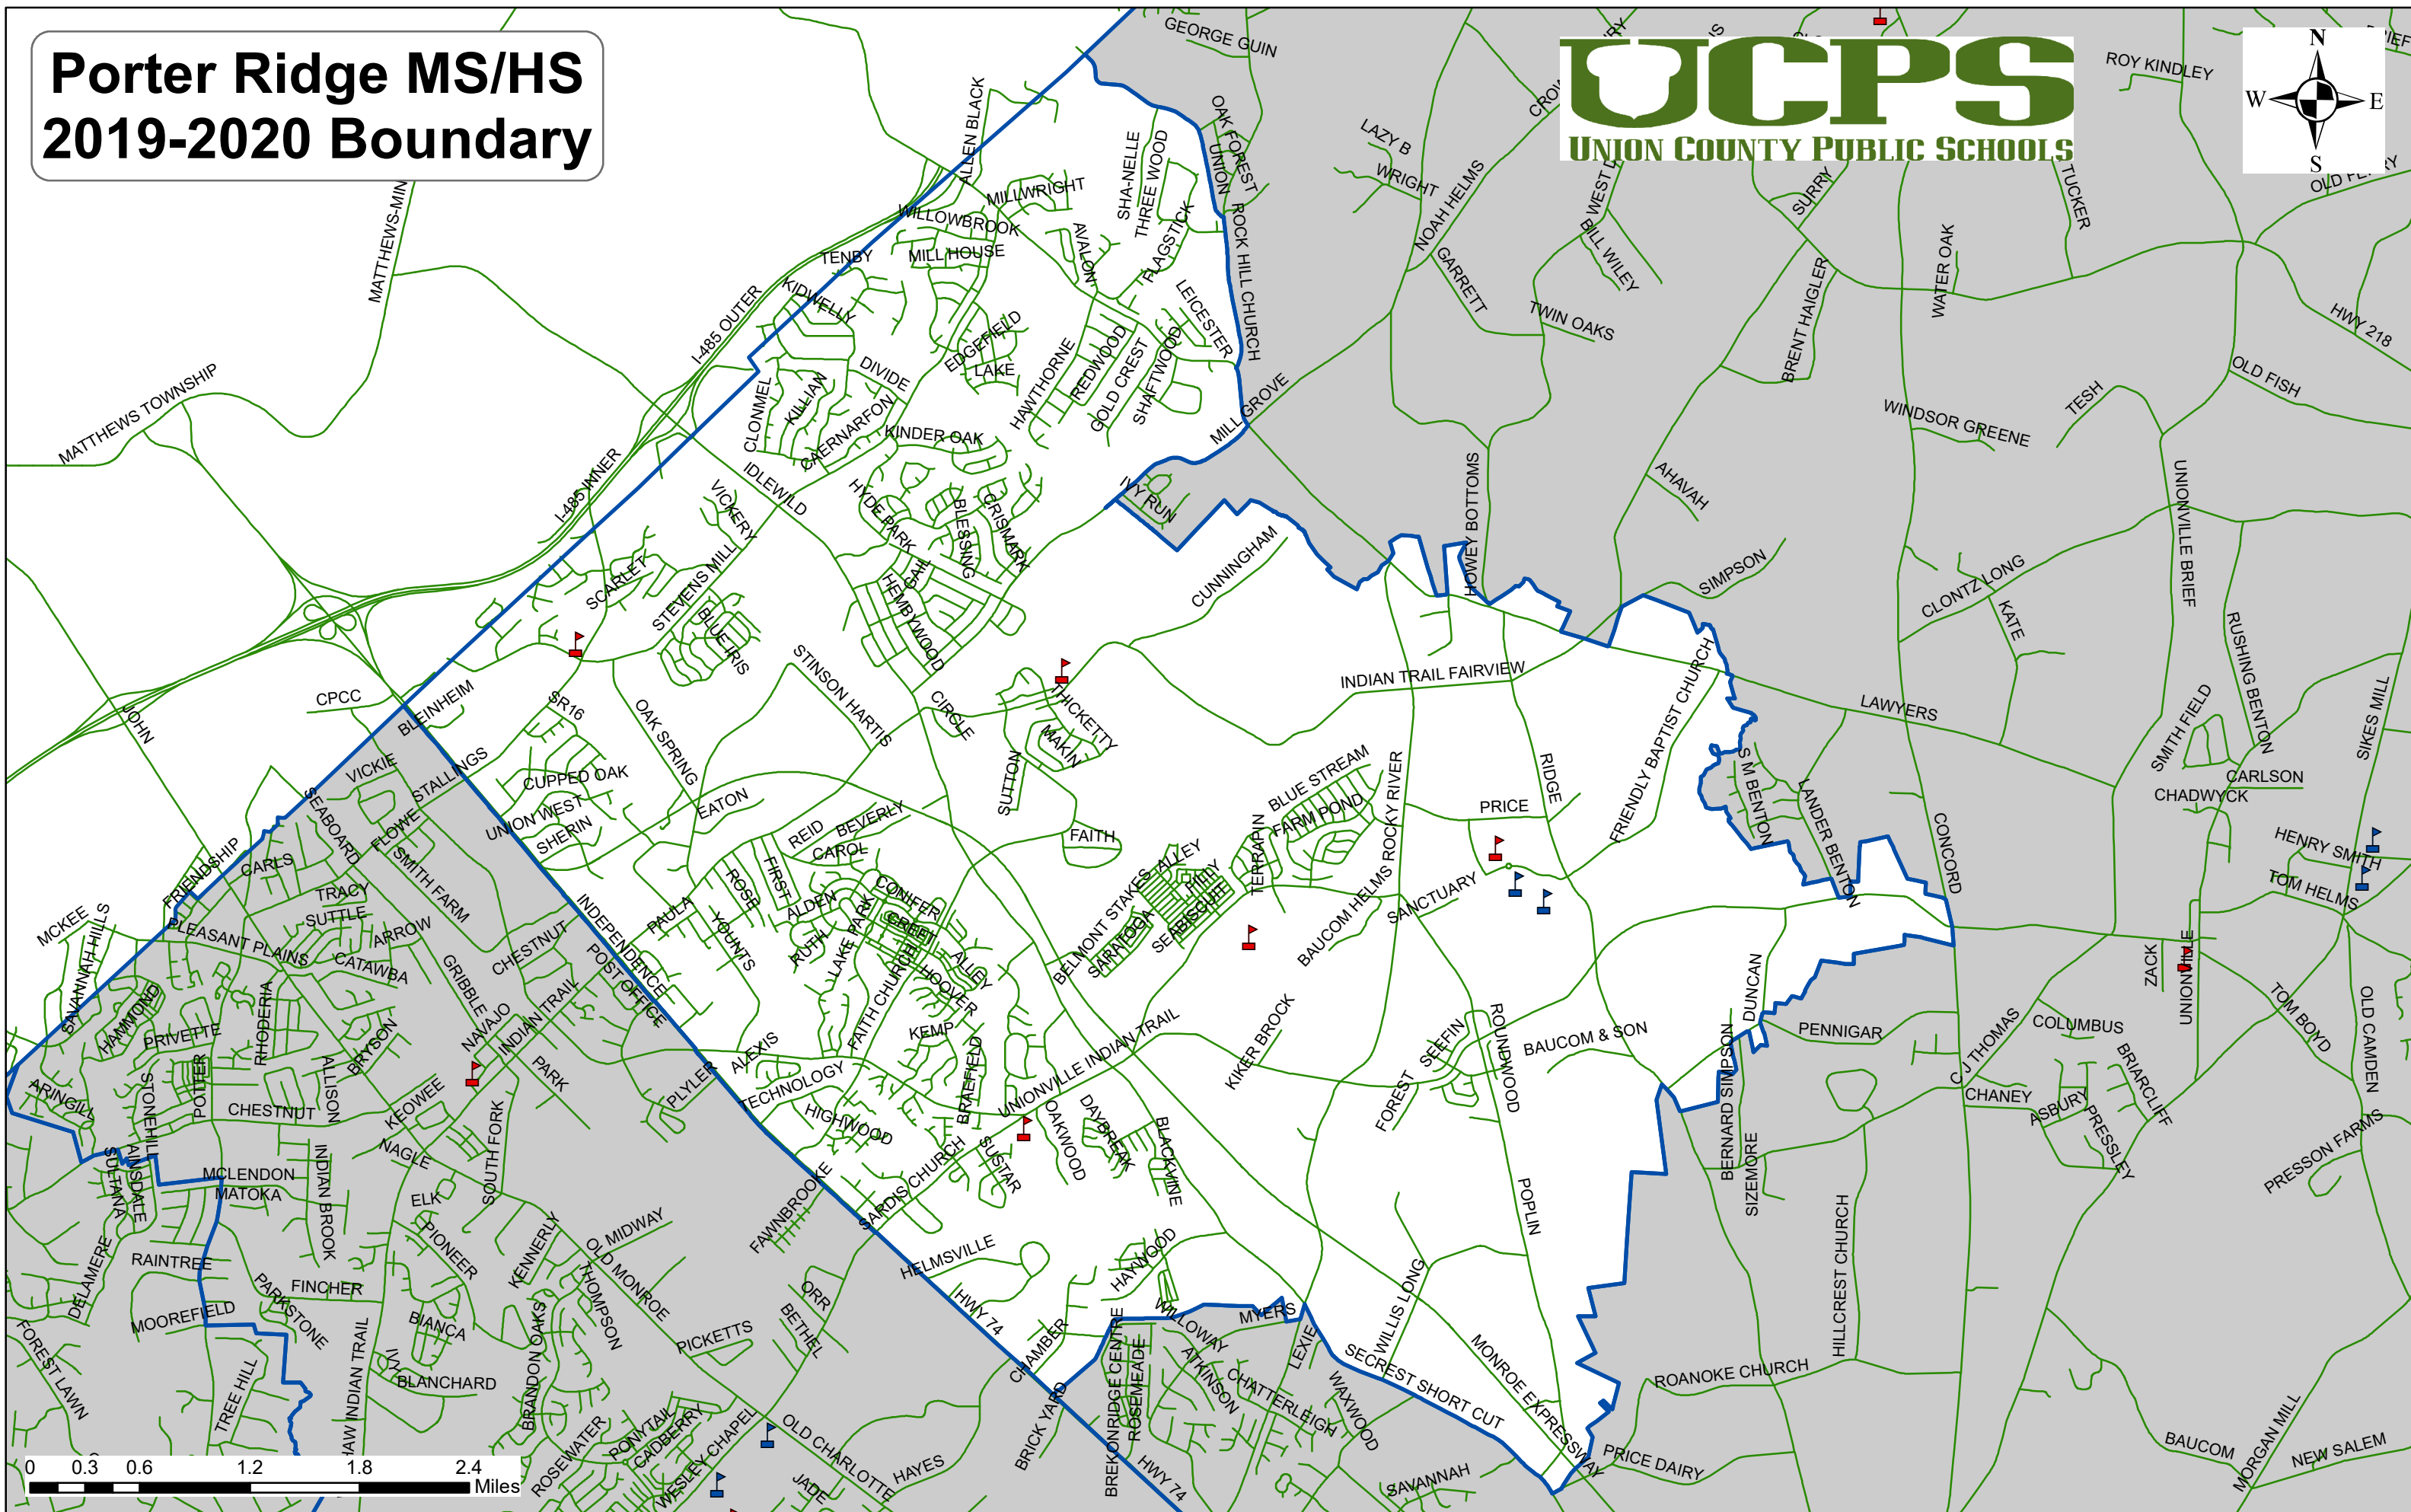 Porter Ridge MS/HS
2019-2020 Boundary
UCPS
UNION COUNTY PUBLIC SCHOOLS
N
W
E
S
GEORGE GUIN
ROY KINDLEY
OAK FOREST
UNION
LAZY B
WRIGHT
NOAH HELMS
SURRY
TUCKER
BILL WILEY
ALLEN BLACK
MILLWRIGHT
SHA-NELLE
THREE WOOD
WILLOWBROOK
AVALON
FLAGSTICK
MILL HOUSE
TENBY
KIDWELLY
LEICESTER
ROCK HILL CHURCH
GARRETT
TWIN OAKS
BRENT HAIGLER
WATER OAK
HWY 218
OLD FISH
I-485 OUTER
MATTHEWS TOWNSHIP
EDGEFIELD
LAKE
HAWTHORNE
REDWOOD
GOLD CREST
SHAFTWOOD
DIVIDE
CLONMEL
KILLIAN
CAERNARFON
KINDER OAK
MILL GROVE
WINDSOR GREENE
TESH
I-485 INNER
IDLEWILD
VICKERY
HYDE PARK
BLESSING
CRISMARK
IVY RUN
HOWEY BOTTOMS
AHAVAH
UNIONVILLE BRIEF
SCARLET
STEVENS MILL
BLUE IRIS
GAIL
HEMBYWOOD
CUNNINGHAM
SIMPSON
CLONTZ LONG
KATE
RUSHING BENTON
STINSON HARTIS
CIRCLE
THICKETTY
MAKIN
INDIAN TRAIL FAIRVIEW
FRIENDLY BAPTIST CHURCH
LAWYERS
SMITH FIELD
SIKES MILL
CPCC
JOHN
BLEINHEIM
SR16
OAK SPRING
CUPPED OAK
VICKIE
STALLINGS
SEABOARD
FLOWE
UNION WEST
SHERIN
EATON
REID
BEVERLY
CAROL
SUTTON
FAITH
BLUE STREAM
FARM POND
PRICE
RIDGE
S M BENTON
LANDER BENTON
CONCORD
CARLSON
CHADWYCK
HENRY SMITH
TOM HELMS
FRIENDSHIP
CARLS
SMITH FARM
TRACY
SUTTLE
ARROW
MCKEE
SAVANNAH HILLS
PLEASANT PLAINS
CATAWBA
CHESTNUT
INDEPENDENCE
POST OFFICE
PAULA
ROSE
FIRST
ALDEN
CONIFER
CREFT
YOUNTS
RUTH
LAKE PARK
FAITH CHURCH
ALLEY
HOOVER
BELMONT STAKES
ALLEY
FILLY
SARATOGA
SEABISCUIT
TERRAPIN
BAUCOM HELMS
ROCKY RIVER
SANCTUARY
ZACK
UNIONVILLE
HAMMOND
PRIVETTE
RHODERIA
GRIBBLE
NAVAJO
INDIAN TRAIL
BRYSON
PARK
PLYLER
ALEXIS
TECHNOLOGY
KEMP
BRAEFIELD
UNIONVILLE INDIAN TRAIL
KIKER BROCK
SEEFIN
FOREST
ROUNDWOOD
BAUCOM & SON
DUNCAN
PENNIGAR
BERNARD SIMPSON
SIZEMORE
C J THOMAS
COLUMBUS
BRIARCLIFF
CHANEY
ASBURY
PRESSLEY
TOM BOYD
OLD CAMDEN
PRESSON FARMS
ARINGILL
STONEHILL
POTTER
CHESTNUT
ALLISON
KEOWEE
NAGLE
SOUTH FORK
HIGHWOOD
SARDIS CHURCH
SUSTAR
OAKWOOD
DAYBREAK
BLACKVINE
POPLIN
SULTANA
AINSDALE
MCLENDON
MATOKA
INDIAN BROOK
ELK
PIONEER
KENNERLY
MIDWAY
OLD MONROE
THOMPSON
FAWNBROOKE
HELMSVILLE
HAYWOOD
DELAMERE
RAINTREE
FINCHER
PARKSTONE
MOOREFIELD
BIANCA
BRANDON OAKS
ORR
BETHEL
PICKETTS
HWY 74
CHAMBER
WILLOWAY
MYERS
LEXIE
WILLIS LONG
SECREST SHORT CUT
MONROE EXPRESSWAY
HILLCREST CHURCH
ROANOKE CHURCH
FOREST LAWN
TREE HILL
IVY
BLANCHARD
ROSEWATER
PONYTAIL
CADBERRY
WESLEY CHAPEL
OLD CHARLOTTE
JADE
HAYES
BRICK YARD
BREKONRIDGE CENTRE
ROSEMEADE
ATKINSON
CHATTERLEIGH
WAXWOOD
HWY 74
SAVANNAH
PRICE DAIRY
BAUCOM
MORGAN MILL
NEW SALEM
0 0.3 0.6 1.2 1.8 2.4
Miles